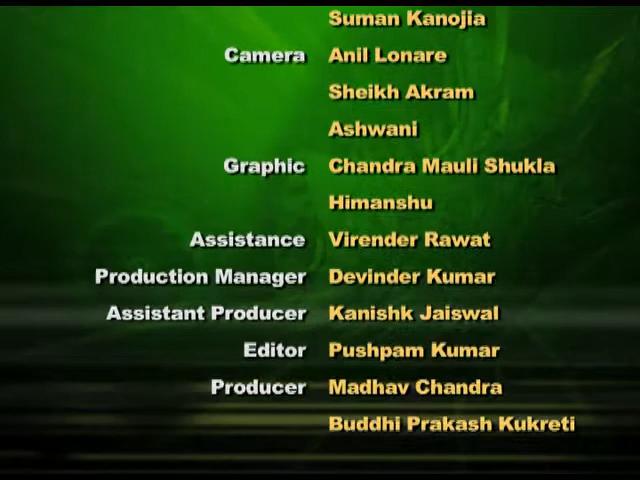 Suman Kanojia
Camera Anil Lonare
Sheikh Akram
Ashwani
Graphic Chandra Mauli Shukla
Himanshu
Assistance Virender Rawat
Production Manager Devinder Kumar
Assistant Producer Kanishk Jaiswal
Editor Pushpam Kumar
Producer Madhav Chandra
Buddhi Prakash Kukreti